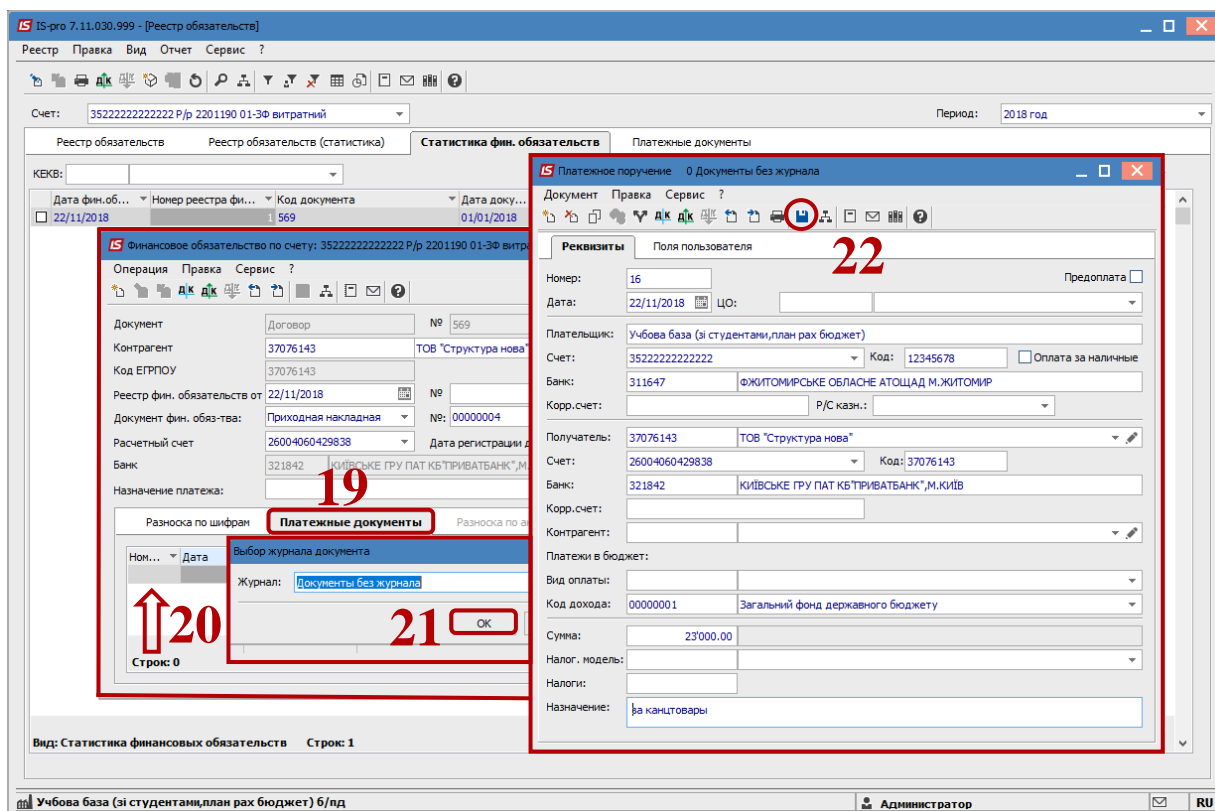 IS-pro 7.11.030.999 - [Реестр обязательств]
Реестр Правка Вид Отчет Сервис ?
Счет: 35222222222222 Р/р 2201190 01-ЗФ витратний
Период: 2018 год
Реестр обязательств Реестр обязательств (статистика) Статистика фин. обязательств Платежные документы
КЕКВ:
Дата фин.об... Номер реестра фи... Код документа Дата доку...
22/11/2018 1 569 01/01/2018
Финансовое обязательство по счету: 35222222222222 Р/р 2201190 01-ЗФ витра
Операция Правка Сервис ?
Документ Договор № 569
Контрагент 37076143 ТОВ "Структура нова"
Код ЕГРПОУ 37076143
Реестр фин. обязательств от 22/11/2018 №
Документ фин. обяз-тва: Приходная накладная №: 00000004
Расчетный счет 26004060429838 Дата регистрации д
Банк 321842 КИЇВСЬКЕ ГРУ ПАТ КБ"ПРИВАТБАНК",М.
Назначение платежа:
19
Разноска по шифрам Платежные документы Разноска по а
Ном... Дата
Выбор журнала документа
Журнал: Документы без журнала
20
21
ОК
Строк: 0
Платежное поручение 0 Документы без журнала
Документ Правка Сервис ?
22
Реквизиты Поля пользователя
Номер: 16 Предоплата
Дата: 22/11/2018 ЦО:
Плательщик: Учбова база (зі студентами,план рах бюджет)
Счет: 35222222222222 Код: 12345678 Оплата за наличные
Банк: 311647 ФЖИТОМИРСЬКЕ ОБЛАСНЕ АТОЩАД М.ЖИТОМИР
Корр.счет: Р/С казн.:
Получатель: 37076143 ТОВ "Структура нова"
Счет: 26004060429838 Код: 37076143
Банк: 321842 КИЇВСЬКЕ ГРУ ПАТ КБ"ПРИВАТБАНК",М.КИЇВ
Корр.счет:
Контрагент:
Платежи в бюджет:
Вид оплаты:
Код дохода: 00000001 Загальний фонд державного бюджету
Сумма: 23'000.00
Налог. модель:
Налоги:
Назначение: за канцтовары
Вид: Статистика финансовых обязательств Строк: 1
Учбова база (зі студентами,план рах бюджет) б/пд
Администратор
RU